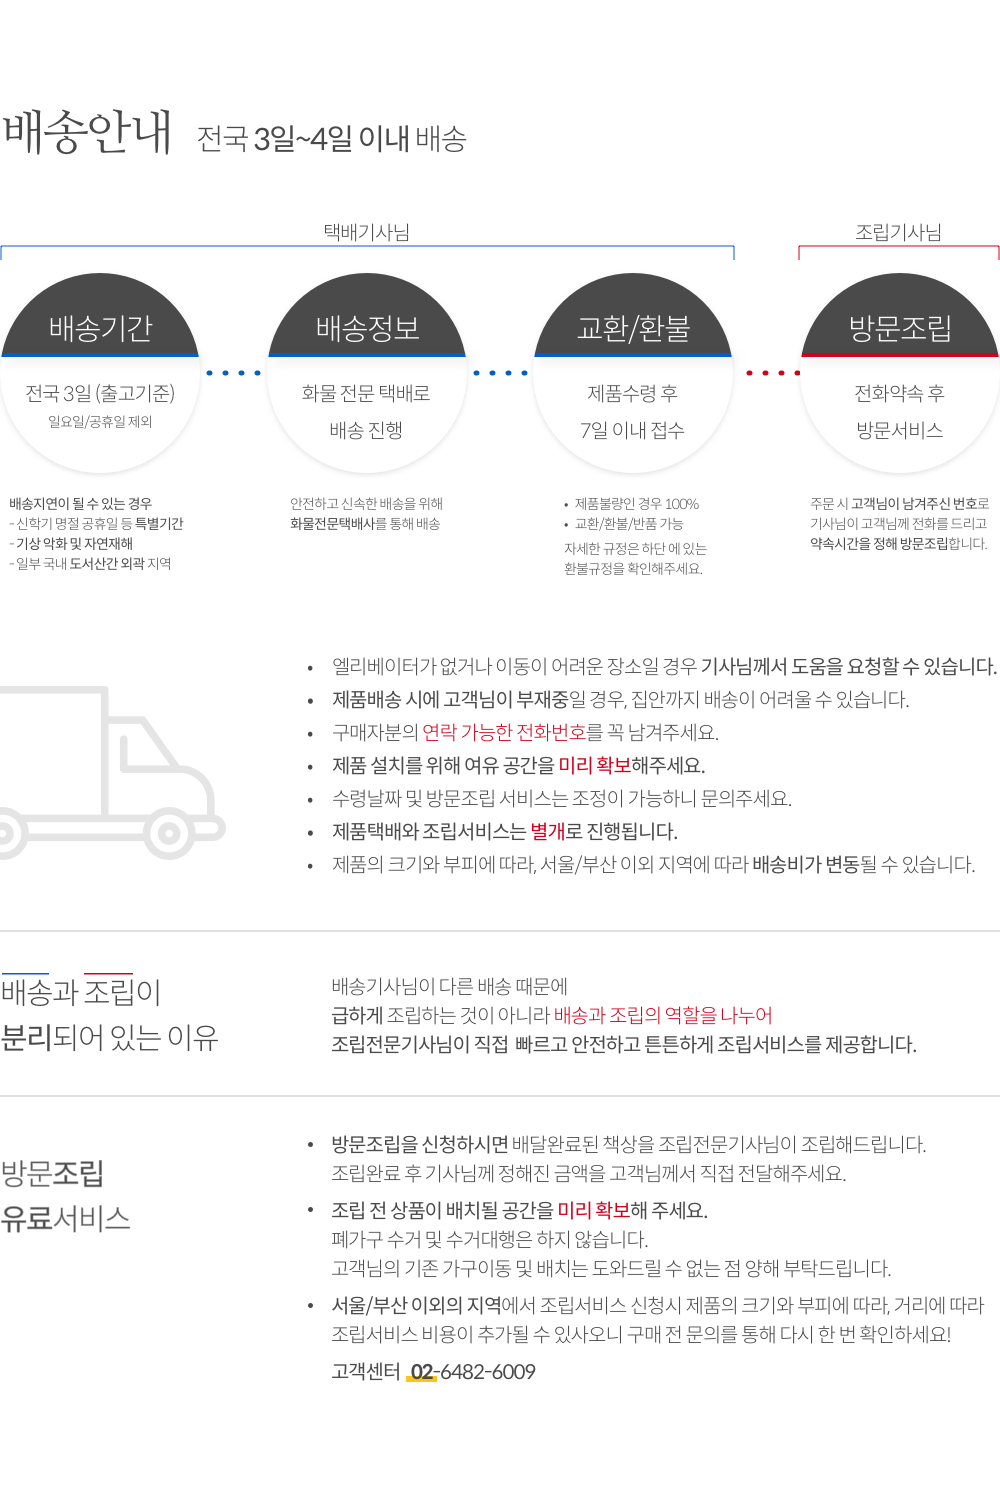 배송안내 전국 3일~4일 이내 배송
택배기사님
조립기사님
배송기간
전국 3일 (출고기준)
일요일/공휴일 제외
배송지연이 될 수 있는 경우
- 신학기 명절 공휴일 등 특별기간
- 기상 악화 및 자연재해
- 일부 국내 도서산간 외곽 지역
배송정보
화물 전문 택배로
배송 진행
안전하고 신속한 배송을 위해
화물전문택배사를 통해 배송
교환/환불
제품수령 후
7일 이내 접수
• 제품불량인 경우 100%
• 교환/환불/반품 가능
자세한 규정은 하단 에 있는
환불규정을 확인해주세요.
방문조립
전화약속 후
방문서비스
주문 시 고객님이 남겨주신 번호로
기사님이 고객님께 전화를 드리고
약속시간을 정해 방문조립합니다.
• 엘리베이터가 없거나 이동이 어려운 장소일 경우 기사님께서 도움을 요청할 수 있습니다.
• 제품배송 시에 고객님이 부재중일 경우, 집안까지 배송이 어려울 수 있습니다.
• 구매자분의 연락 가능한 전화번호를 꼭 남겨주세요.
• 제품 설치를 위해 여유 공간을 미리 확보해주세요.
• 수령날짜 및 방문조립 서비스는 조정이 가능하니 문의주세요.
• 제품택배와 조립서비스는 별개로 진행됩니다.
• 제품의 크기와 부피에 따라, 서울/부산 이외 지역에 따라 배송비가 변동될 수 있습니다.
배송과 조립이
분리되어 있는 이유
배송기사님이 다른 배송 때문에
급하게 조립하는 것이 아니라 배송과 조립의 역할을 나누어
조립전문기사님이 직접 빠르고 안전하고 튼튼하게 조립서비스를 제공합니다.
방문조립
유료서비스
• 방문조립을 신청하시면 배달완료된 책상을 조립전문기사님이 조립해드립니다.
조립완료 후 기사님께 정해진 금액을 고객님께서 직접 전달해주세요.
• 조립 전 상품이 배치될 공간을 미리 확보해 주세요.
폐가구 수거 및 수거대행은 하지 않습니다.
고객님의 기존 가구이동 및 배치는 도와드릴 수 없는 점 양해 부탁드립니다.
• 서울/부산 이외의 지역에서 조립서비스 신청시 제품의 크기와 부피에 따라, 거리에 따라
조립서비스 비용이 추가될 수 있사오니 구매 전 문의를 통해 다시 한 번 확인하세요!
고객센터 02-6482-6009